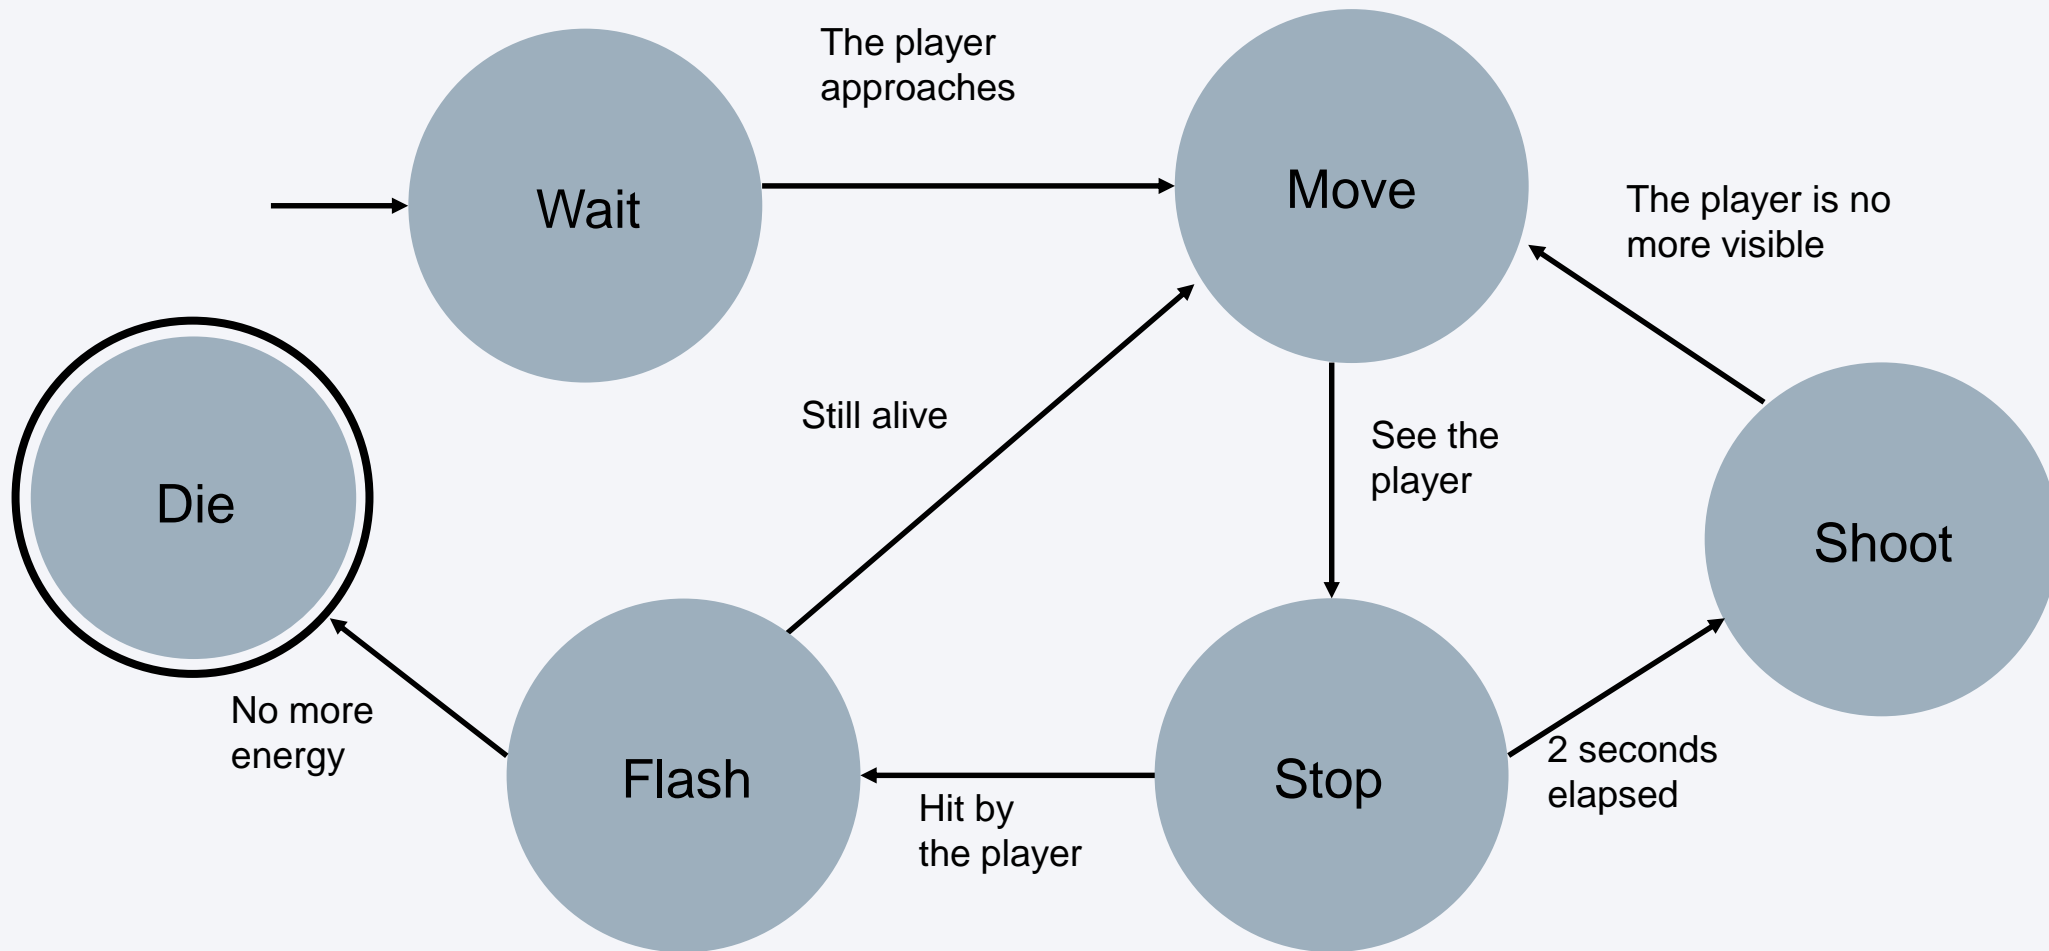 The player
approaches
Wait
Move
The player is no
more visible
Still alive
See the
player
Die
Shoot
No more
energy
Flash
Hit by
the player
Stop
2 seconds
elapsed